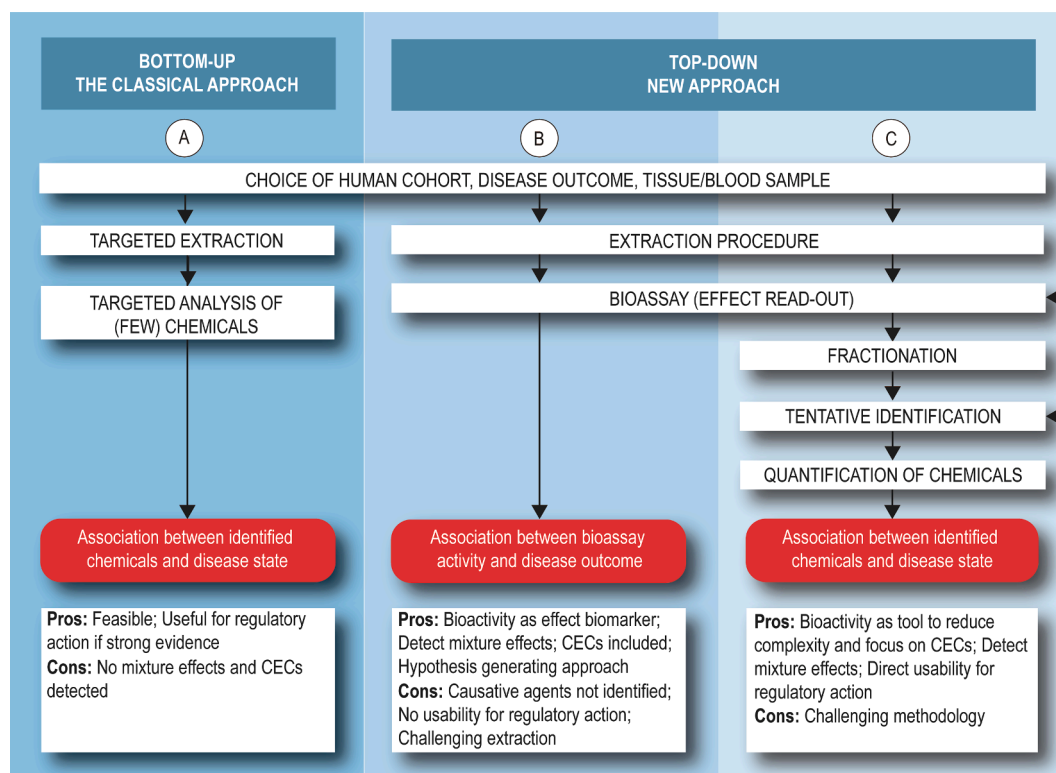 BOTTOM-UP
THE CLASSICAL APPROACH
TOP-DOWN
NEW APPROACH
A
B
C
CHOICE OF HUMAN COHORT, DISEASE OUTCOME, TISSUE/BLOOD SAMPLE
TARGETED EXTRACTION
EXTRACTION PROCEDURE
TARGETED ANALYSIS OF
(FEW) CHEMICALS
BIOASSAY (EFFECT READ-OUT)
FRACTIONATION
TENTATIVE IDENTIFICATION
QUANTIFICATION OF CHEMICALS
Association between identified
chemicals and disease state
Association between bioassay
activity and disease outcome
Association between identified
chemicals and disease state
Pros: Feasible; Useful for regulatory
action if strong evidence
Cons: No mixture effects and CECs
detected
Pros: Bioactivity as effect biomarker;
Detect mixture effects; CECs included;
Hypothesis generating approach
Cons: Causative agents not identified;
No usability for regulatory action;
Challenging extraction
Pros: Bioactivity as tool to reduce
complexity and focus on CECs; Detect
mixture effects; Direct usability for
regulatory action
Cons: Challenging methodology